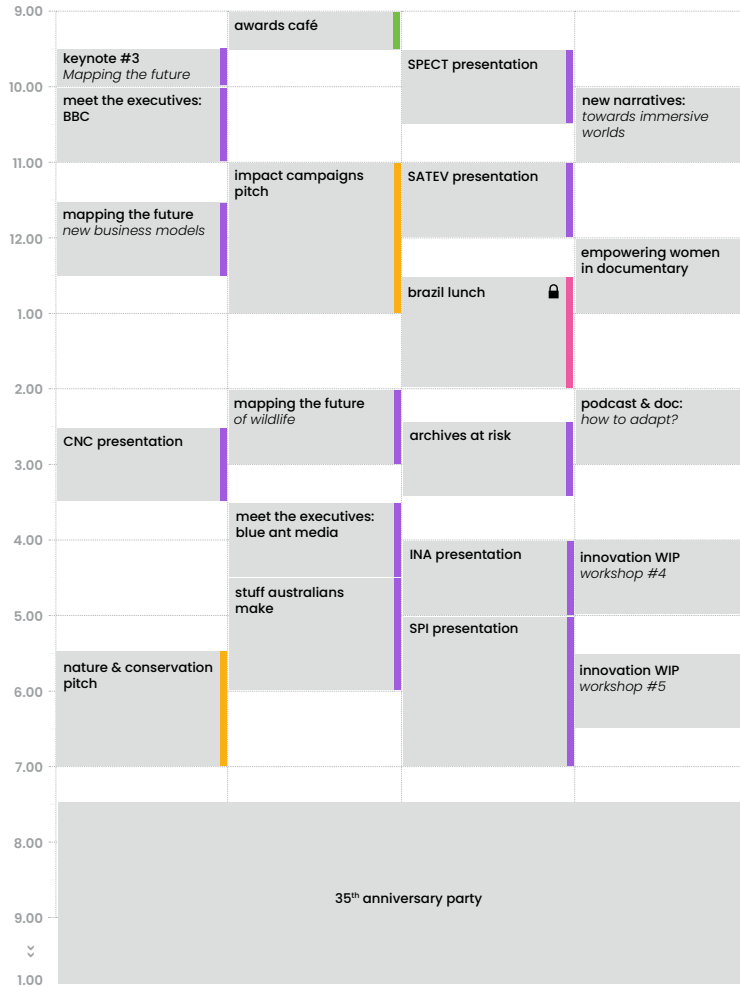 9.00
awards café
keynote #3
Mapping the future
SPECT presentation
10.00
meet the executives:
BBC
new narratives:
towards immersive
worlds
11.00
impact campaigns
pitch
SATEV presentation
mapping the future
new business models
12.00
empowering women
in documentary
brazil lunch
1.00
2.00
mapping the future
of wildlife
podcast & doc:
how to adapt?
CNC presentation
archives at risk
3.00
meet the executives:
blue ant media
4.00
INA presentation
innovation WIP
workshop #4
stuff australians
make
5.00
SPI presentation
nature & conservation
pitch
innovation WIP
workshop #5
6.00
7.00
8.00
35th anniversary party
9.00
1.00